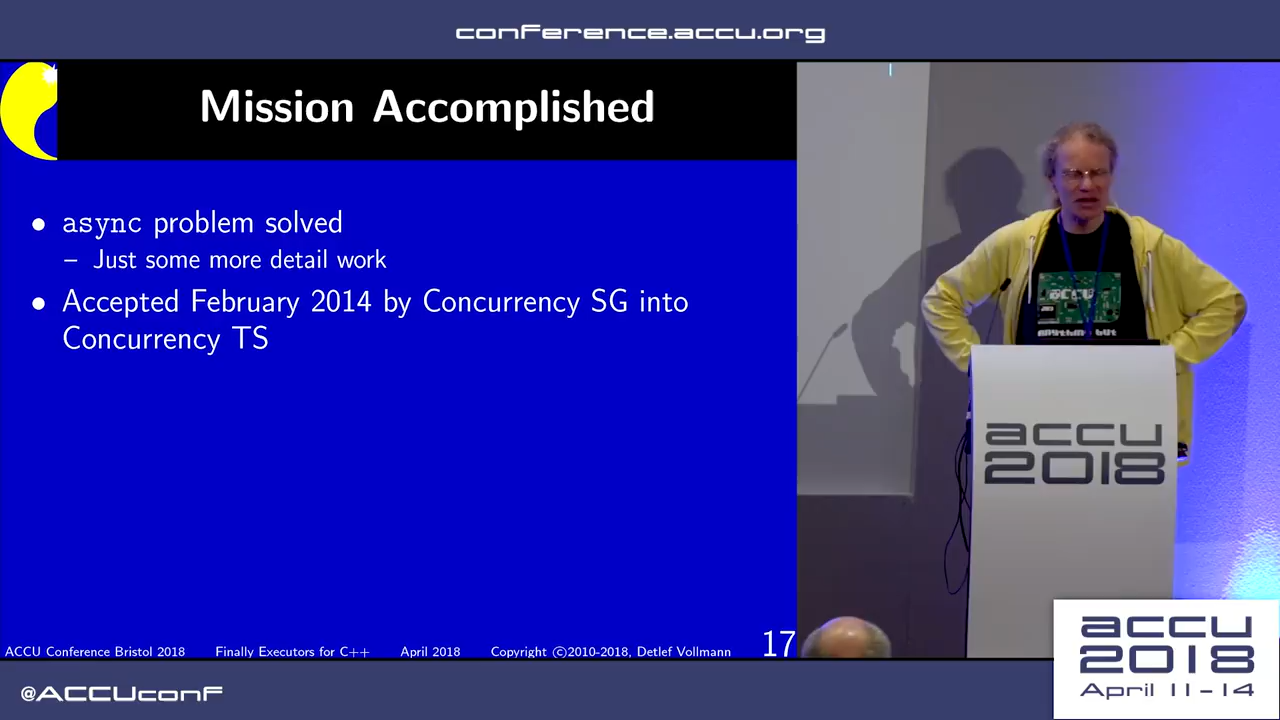 conference.accu.org
Mission Accomplished
• async problem solved
– Just some more detail work
• Accepted February 2014 by Concurrency SG into
Concurrency TS
ACCU Conference Bristol 2018 Finally Executors for C++ April 2018 Copyright ©2010-2018, Detlef Vollmann 17
accu
accu
2018
@ACCUconf
accu
2018
April 11-14